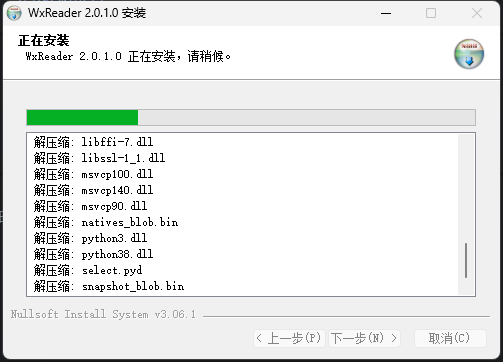 WxReader 2.0.1.0 安装
正在安装
WxReader 2.0.1.0 正在安装，请稍候。
解压缩: libffi-7.dll
解压缩: libssl-1_1.dll
解压缩: msvcp100.dll
解压缩: msvcp140.dll
解压缩: msvcp90.dll
解压缩: natives_blob.bin
解压缩: python3.dll
解压缩: python38.dll
解压缩: select.pyd
解压缩: snapshot_blob.bin
Nullsoft Install System v3.06.1
< 上一步(P) 下一步(N) > 取消(C)